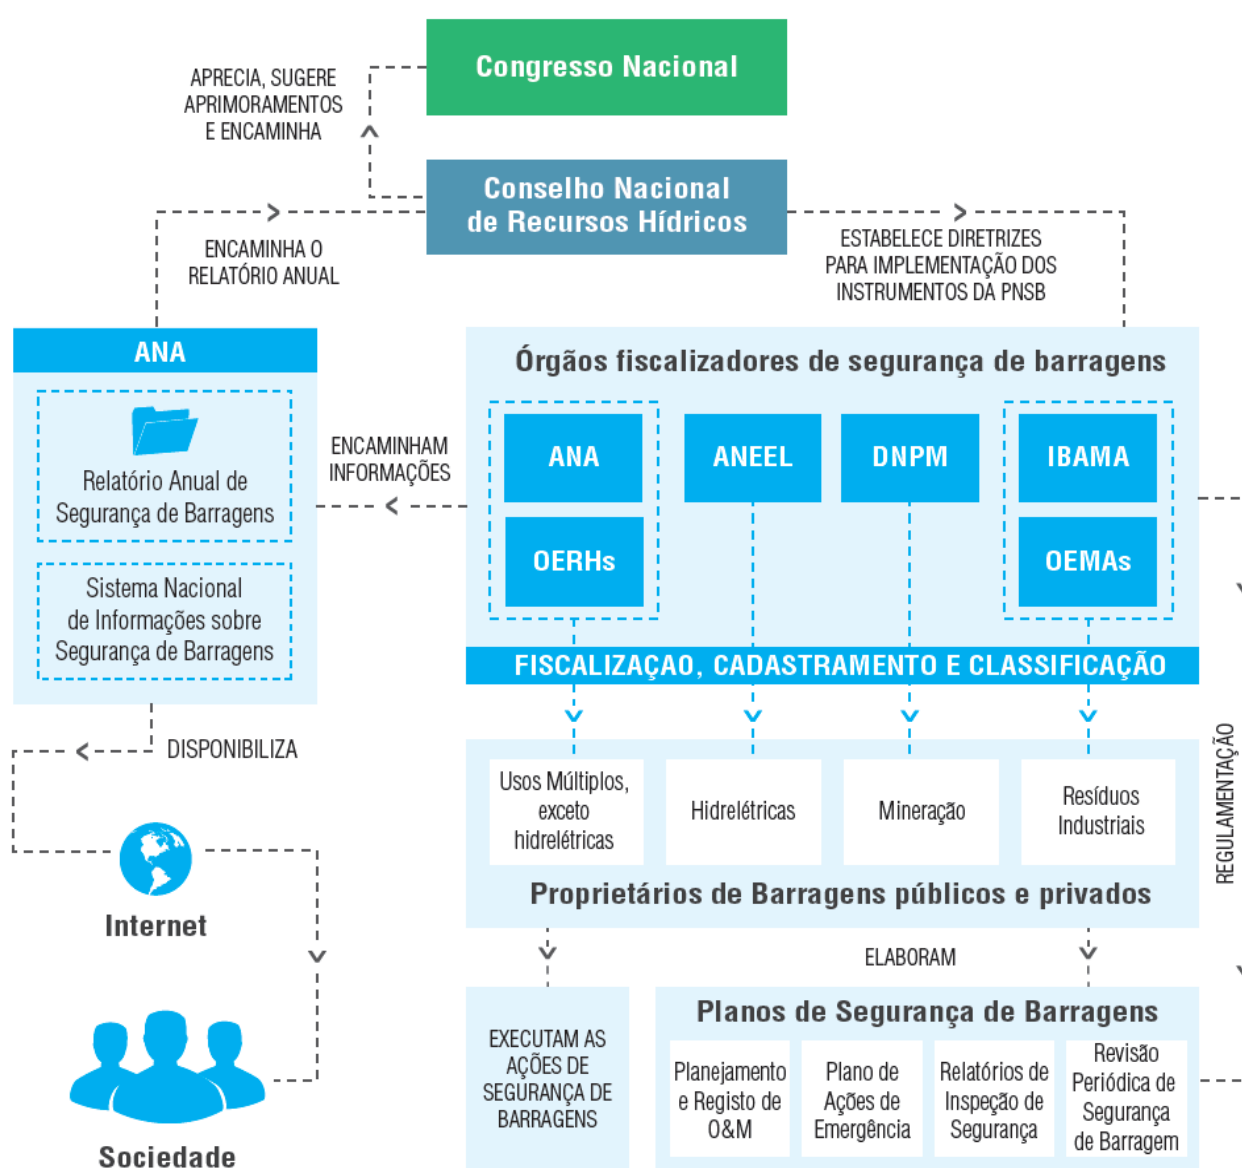 Congresso Nacional
APRECIA, SUGERE
APRIMORAMENTOS
E ENCAMINHA
Conselho Nacional
de Recursos Hídricos
ENCAMINHA O
RELATÓRIO ANUAL
ESTABELECE DIRETRIZES
PARA IMPLEMENTAÇÃO DOS
INSTRUMENTOS DA PNSB
ANA
Relatório Anual de
Segurança de Barragens
Sistema Nacional
de Informações sobre
Segurança de Barragens
ENCAMINHAM
INFORMAÇÕES
Órgãos fiscalizadores de segurança de barragens
ANA
ANEEL
DNPM
IBAMA
OERHs
OEMAs
FISCALIZAÇAO, CADASTRAMENTO E CLASSIFICAÇÃO
DISPONIBILIZA
Usos Múltiplos,
exceto
hidrelétricas
Hidrelétricas
Mineração
Resíduos
Industriais
Proprietários de Barragens públicos e privados
REGULAMENTAÇÃO
Internet
Sociedade
ELABORAM
EXECUTAM AS
AÇÕES DE
SEGURANÇA DE
BARRAGENS
Planos de Segurança de Barragens
Planejamento
e Registo de
O&M
Plano de
Ações de
Emergência
Relatórios de
Inspeção de
Segurança
Revisão
Periódica de
Segurança
de Barragem